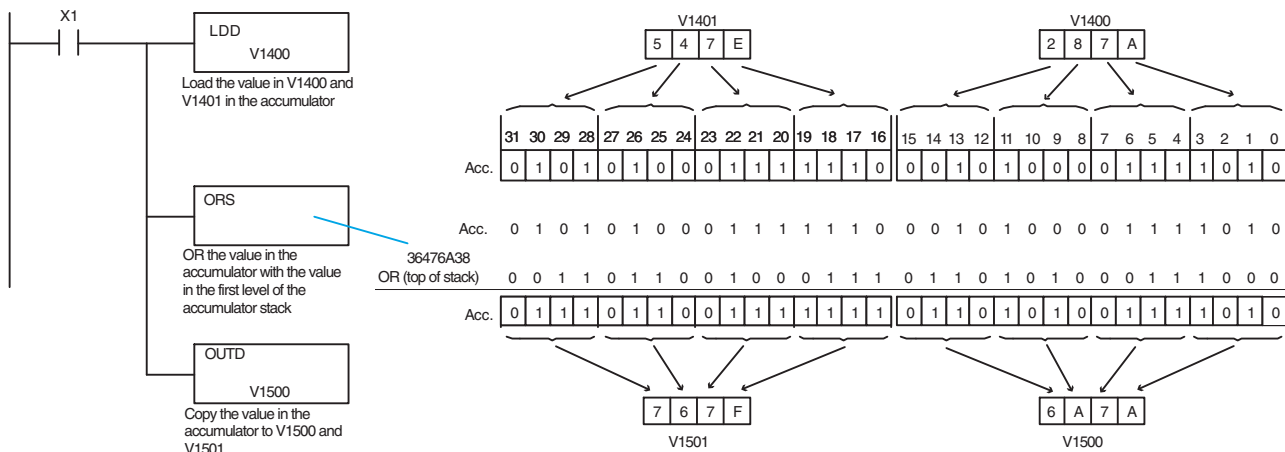 X1
LDD
V1400
Load the value in V1400 and
V1401 in the accumulator
ORS
OR the value in the
accumulator with the value
in the first level of the
accumulator stack
OUTD
V1500
Copy the value in the
accumulator to V1500 and
V1501
V1401
5 4 7 E
V1400
2 8 7 A
31 30 29 28 27 26 25 24 23 22 21 20 19 18 17 16 15 14 13 12 11 10 9 8 7 6 5 4 3 2 1 0
Acc. 0 1 0 1 0 1 0 0 0 1 1 1 1 1 1 0 0 0 1 0 1 0 0 0 0 1 1 1 1 0 1 0
Acc. 0 1 0 1 0 1 0 0 0 1 1 1 1 1 1 0 0 0 1 0 1 0 0 0 0 1 1 1 1 0 1 0
36476A38
OR (top of stack) 0 0 1 1 0 1 1 0 0 1 0 0 0 1 1 1 0 1 1 0 1 0 1 0 0 0 1 1 1 0 0 0
Acc. 0 1 1 1 0 1 1 0 0 1 1 1 1 1 1 1 0 1 1 0 1 0 1 0 0 1 1 1 1 0 1 0
7 6 7 F
V1501
6 A 7 A
V1500